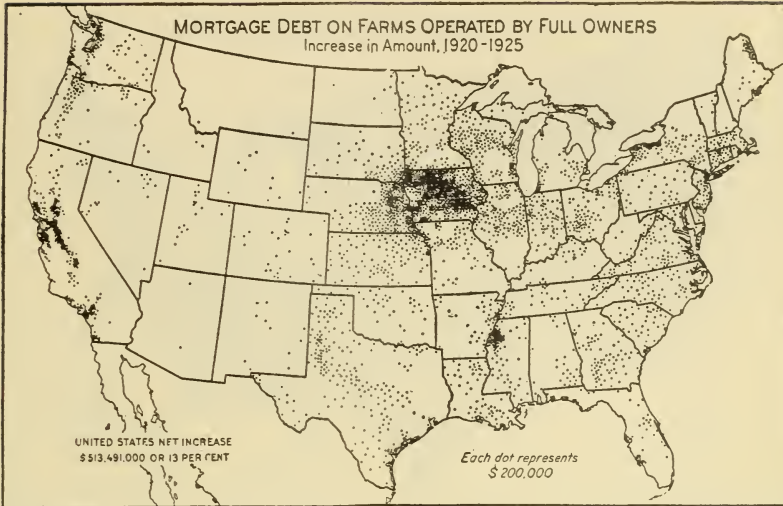 MORTGAGE DEBT ON FARMS OPERATED BY FULL OWNERS
Increase in Amount, 1920-1925
UNITED STATES NET INCREASE
$513,491,000 OR 13 PER CENT
Each dot represents
$200,000